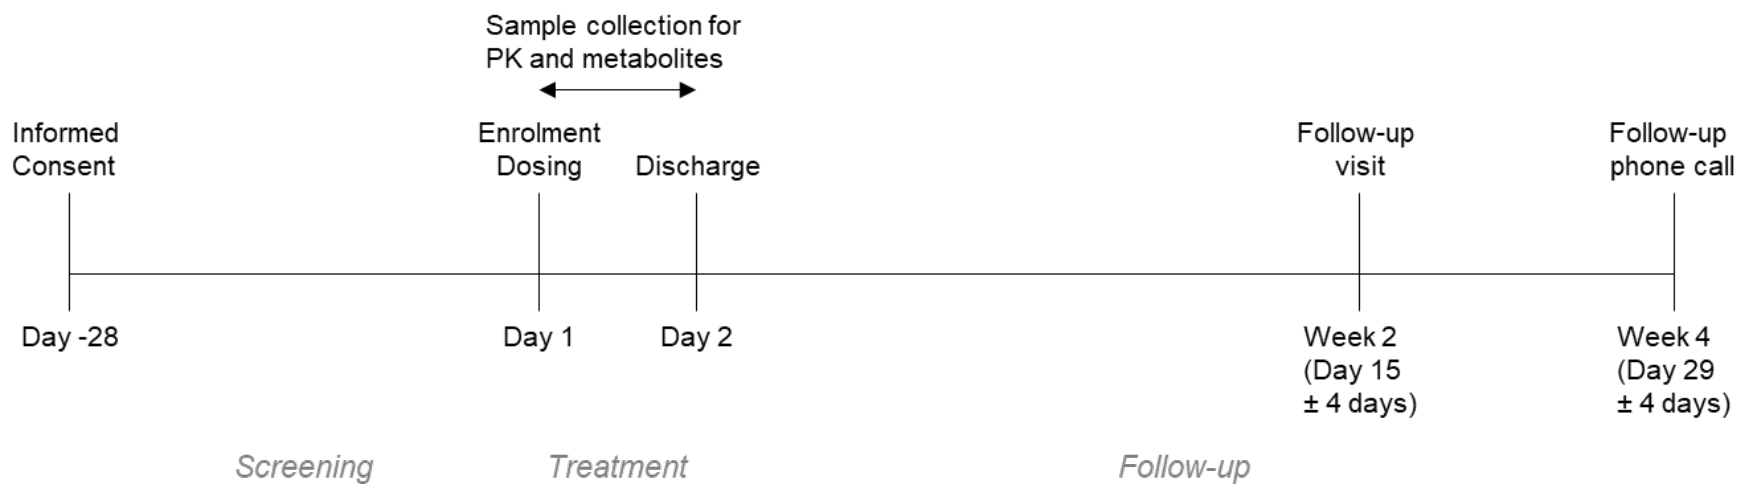 Sample collection for
PK and metabolites
Informed
Consent
Enrolment
Dosing
Discharge
Follow-up
visit
Follow-up
phone call
Day -28
Day 1
Day 2
Week 2
(Day 15
± 4 days)
Week 4
(Day 29
± 4 days)
Screening
Treatment
Follow-up